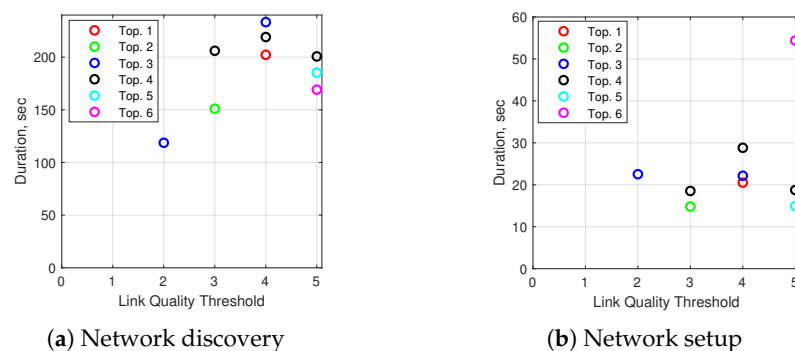 Top. 1
Top. 2
Top. 3
Top. 4
Top. 5
Top. 6
200
150
100
50
0
Duration, sec
0 1 2 3 4 5
Link Quality Threshold
(a) Network discovery
60
50
40
30
20
10
0
Top. 1
Top. 2
Top. 3
Top. 4
Top. 5
Top. 6
Duration, sec
0 1 2 3 4 5
Link Quality Threshold
(b) Network setup